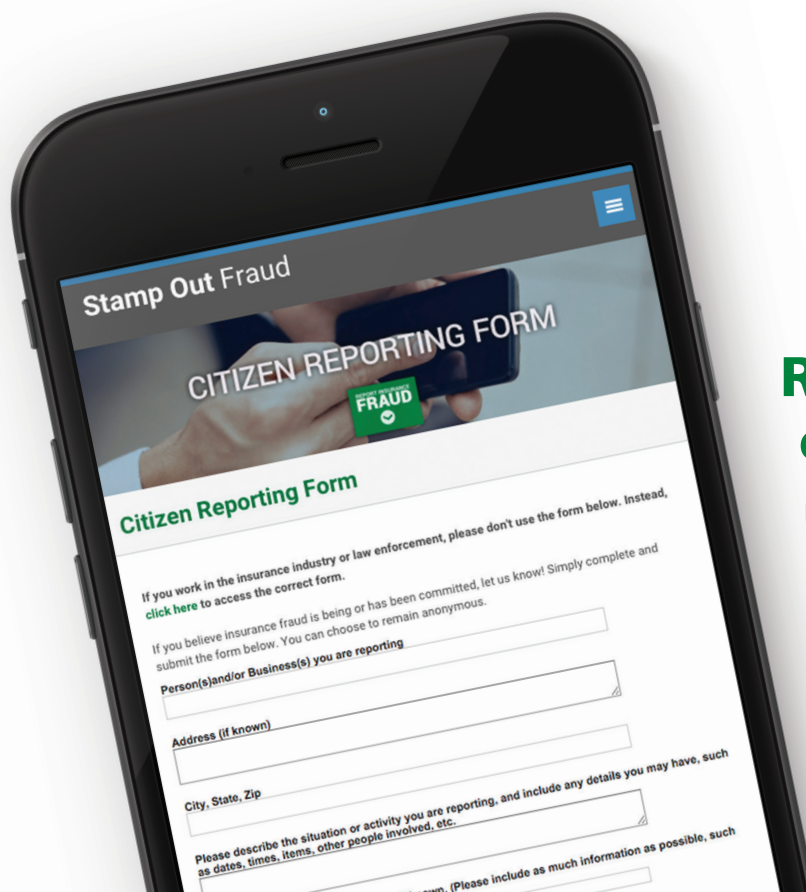 Stamp Out Fraud
CITIZEN REPORTING FORM
REPORT INSURANCE
FRAUD
Citizen Reporting Form
If you work in the insurance industry or law enforcement, please don't use the form below. Instead,
click here to access the correct form.
If you believe insurance fraud is being or has been committed, let us know! Simply complete and
submit the form below. You can choose to remain anonymous.
Person(s)and/or Business(s) you are reporting
Address (if known)
City, State, Zip
Please describe the situation or activity you are reporting, and include any details you may have, such
as dates, times, items, other people involved, etc.
(Please include as much information as possible, such
R